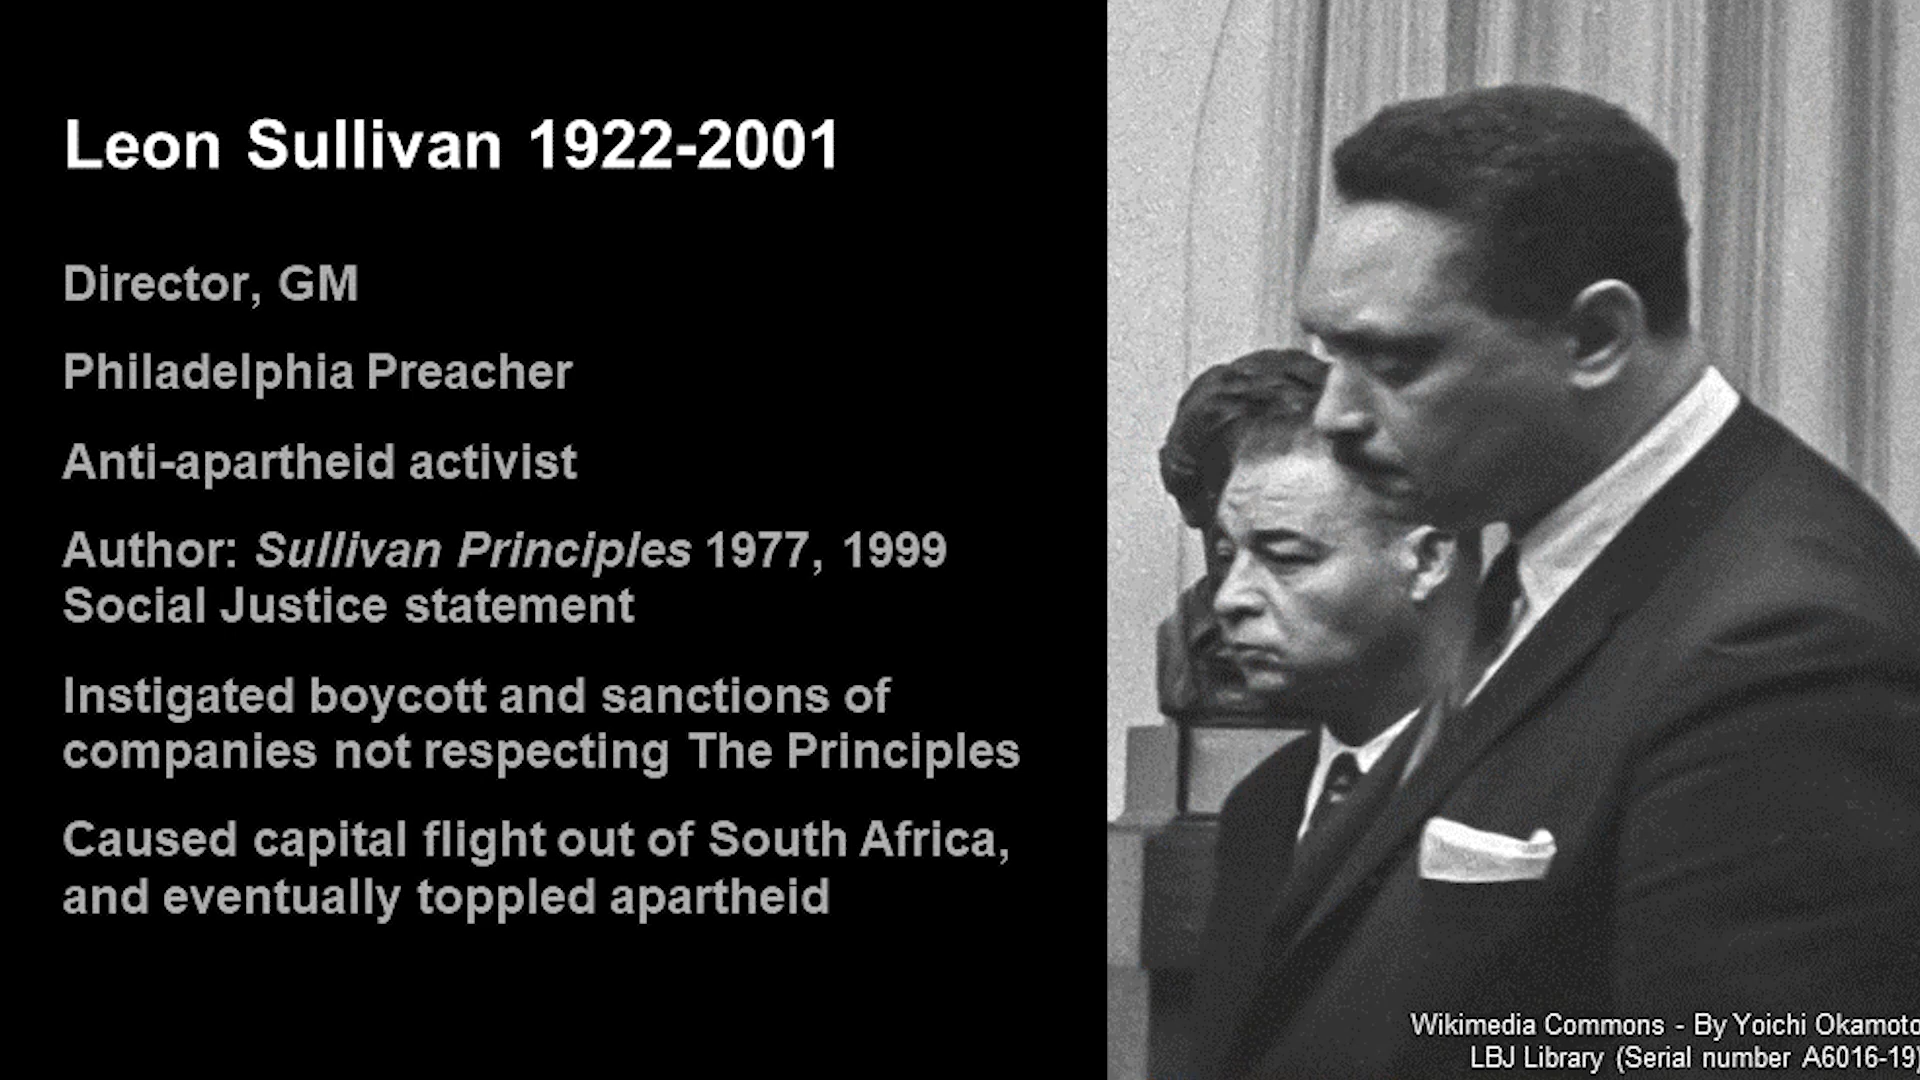 Leon Sullivan 1922-2001
Director, GM
Philadelphia Preacher
Anti-apartheid activist
Author: Sullivan Principles 1977, 1999
Social Justice statement
Instigated boycott and sanctions of
companies not respecting The Principles
Caused capital flight out of South Africa,
and eventually toppled apartheid
Wikimedia Commons - By Yoichi Okamoto
LBJ Library (Serial number A6016-19)